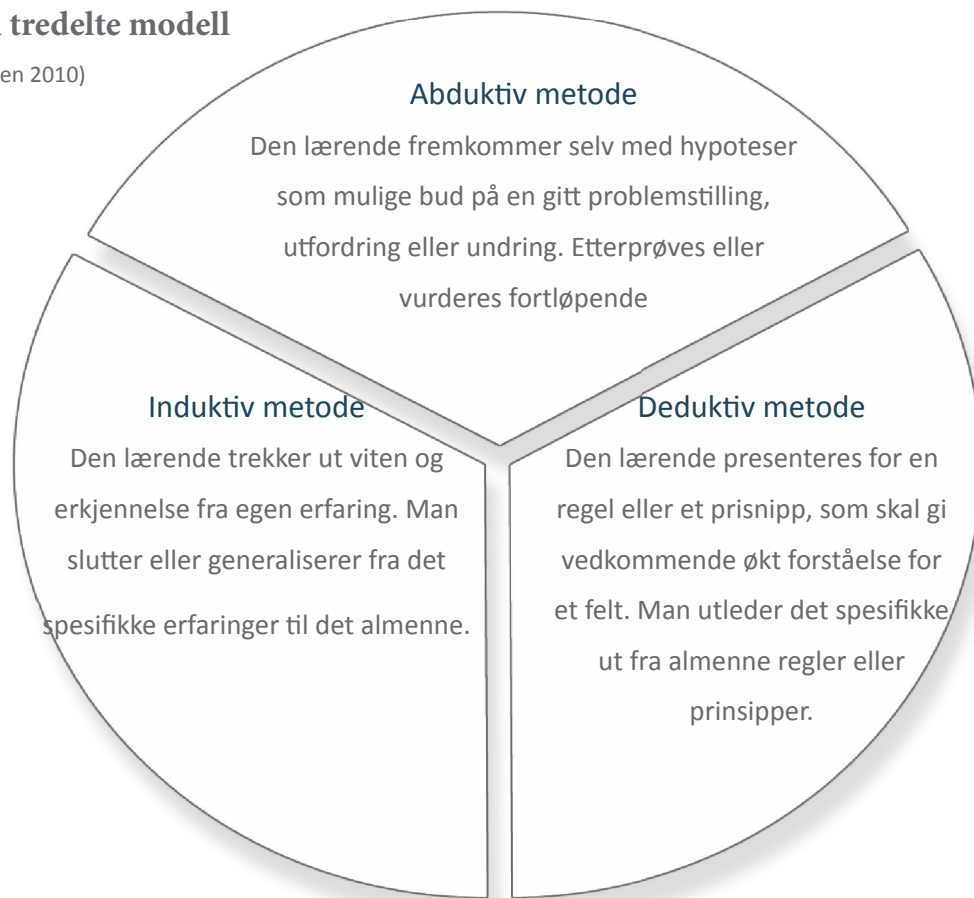 tredelte modell
en 2010)
Abduktiv metode
Den lærende fremkommer selv med hypoteser
som mulige bud på en gitt problemstilling,
utfordring eller undring. Etterprøves eller
vurderes fortløpende
Induktiv metode
Den lærende trekker ut viten og
erkjennelse fra egen erfaring. Man
slutter eller generaliserer fra det
spesifikke erfaringer til det almenne.
Deduktiv metode
Den lærende presenteres for en
regel eller et prisnipp, som skal gi
vedkommende økt forståelse for
et felt. Man utleder det spesifikke
ut fra almenne regler eller
prinsipper.